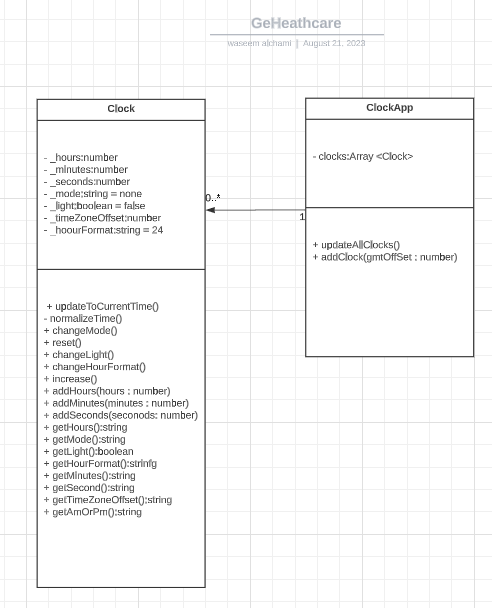 GeHeathcare
waseem alchami | August 21, 2023
Clock
- _hours:number
- _minutes:number
- _seconds:number
- _mode:string = none
- _light:boolean = false
- _timeZoneOffset:number
- _hoourFormat:string = 24
+ updateToCurrentTime()
- normalizeTime()
+ changeMode()
+ reset()
+ changeLight()
+ changeHourFormat()
+ increase()
+ addHours(hours : number)
+ addMinutes(minutes : number)
+ addSeconds(seconods: number)
+ getHours():string
+ getMode():string
+ getLight():boolean
+ getHourFormat():strinfg
+ getMinutes():string
+ getSecond():string
+ getTimeZoneOffset():string
+ getAmOrPm():string
0..*
1
ClockApp
- clocks:Array <Clock>
+ updateAllClocks()
+ addClock(gmtOffSet : number)